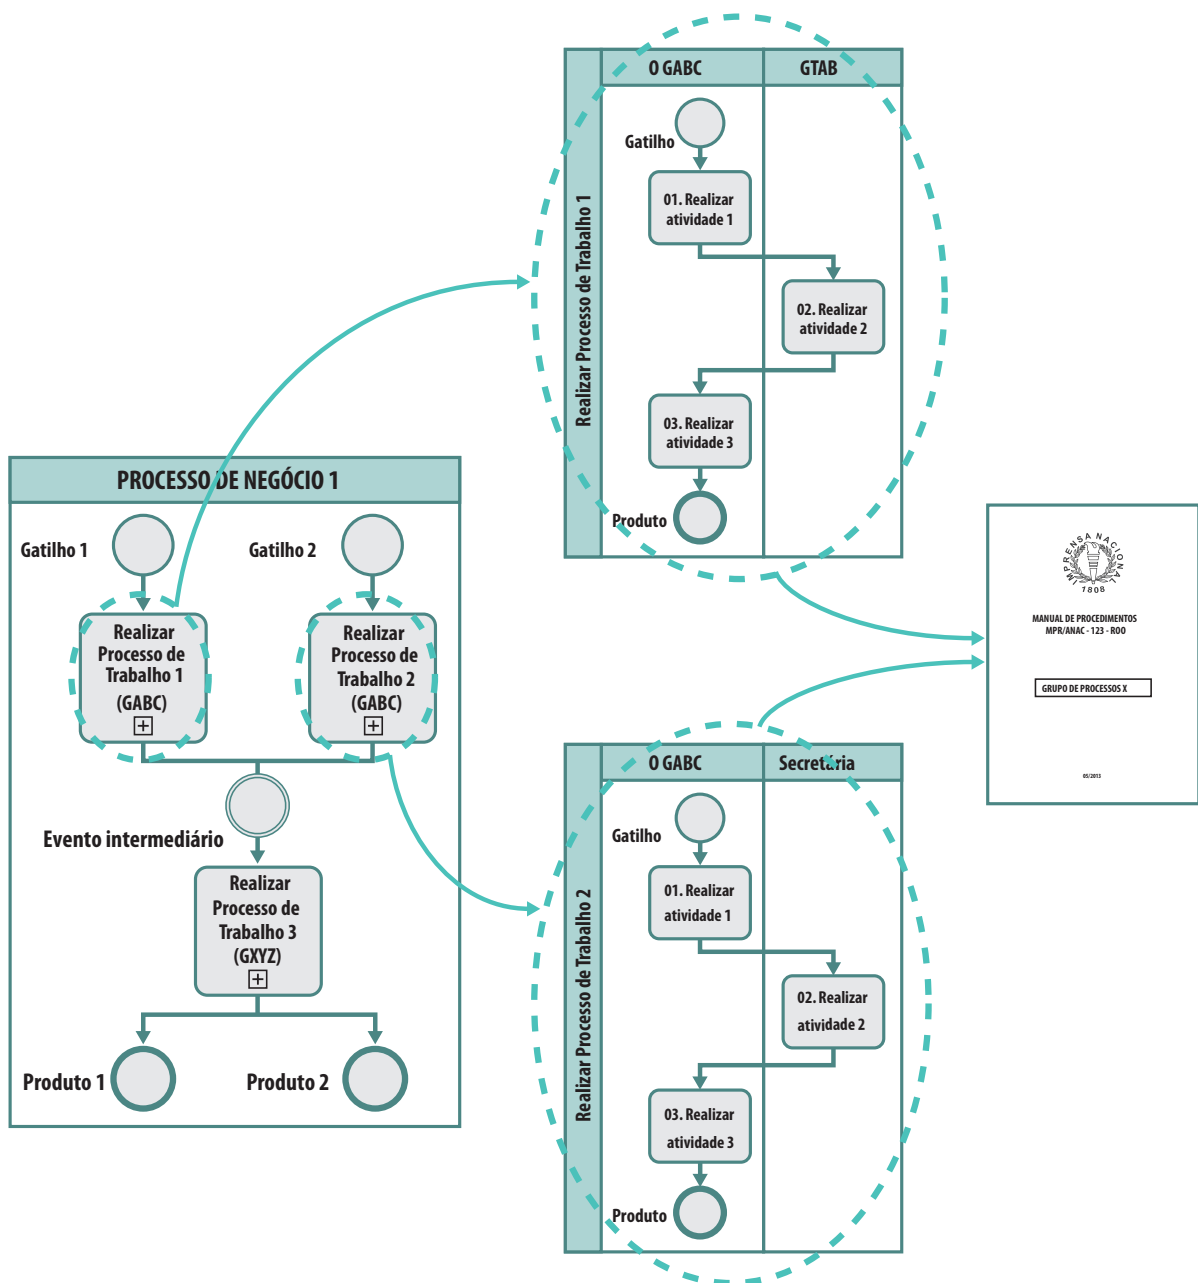 PROCESSO DE NEGÓCIO 1
Gatilho 1
Gatilho 2
Realizar
Processo de
Trabalho 1
(GABC)
Realizar
Processo de
Trabalho 2
(GABC)
Evento intermediário
Realizar
Processo de
Trabalho 3
(GXYZ)
Produto 1
Produto 2
Realizar Processo de Trabalho 1
O GABC
GTAB
Gatilho
01. Realizar
atividade 1
02. Realizar
atividade 2
03. Realizar
atividade 3
Produto
Realizar Processo de Trabalho 2
O GABC
Secretária
Gatilho
01. Realizar
atividade 1
02. Realizar
atividade 2
03. Realizar
atividade 3
Produto
IMPRENSA NACIONAL
1808
MANUAL DE PROCEDIMENTOS
MPR/ANAC - 123 - ROO
GRUPO DE PROCESSOS X
05/2013